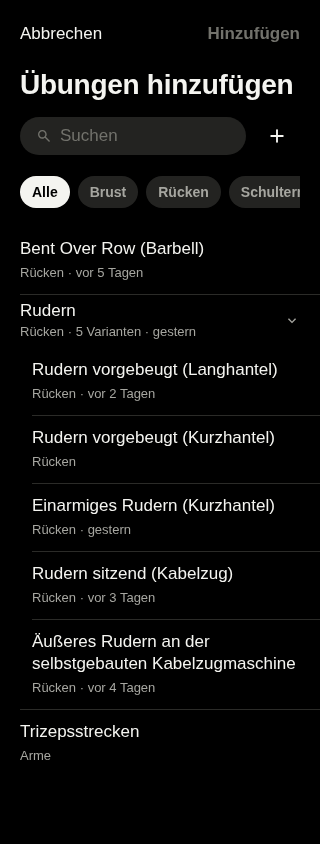 Abbrechen
Hinzufügen
Übungen hinzufügen
Suchen
Alle
Brust
Rücken
Schultern
Bent Over Row (Barbell)
Rücken · vor 5 Tagen
Rudern
Rücken · 5 Varianten · gestern
Rudern vorgebeugt (Langhantel)
Rücken · vor 2 Tagen
Rudern vorgebeugt (Kurzhantel)
Rücken
Einarmiges Rudern (Kurzhantel)
Rücken · gestern
Rudern sitzend (Kabelzug)
Rücken · vor 3 Tagen
Äußeres Rudern an der
selbstgebauten Kabelzugmaschine
Rücken · vor 4 Tagen
Trizepsstrecken
Arme